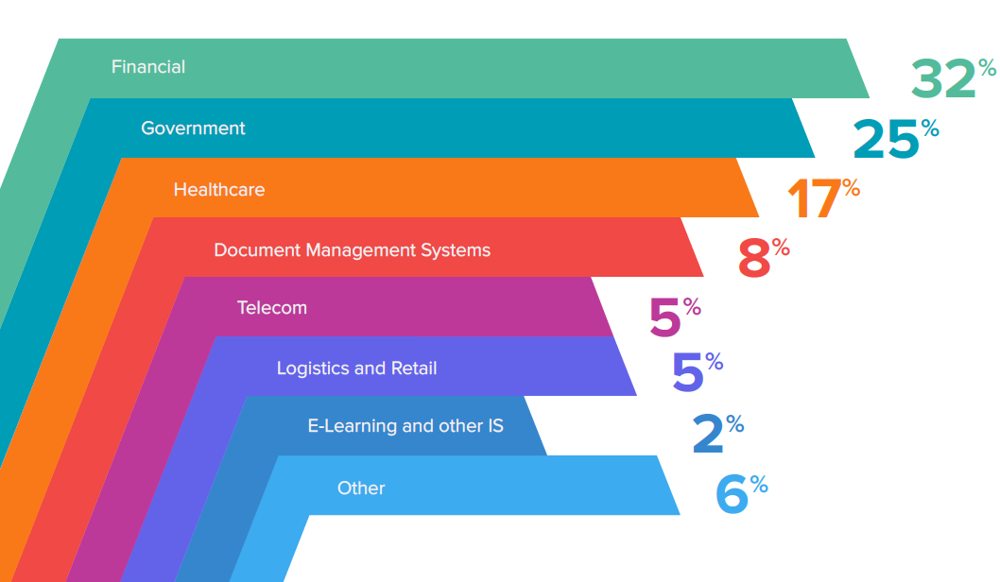 Financial 32%
Government 25%
Healthcare 17%
Document Management Systems 8%
Telecom 5%
Logistics and Retail 5%
E-Learning and other IS 2%
Other 6%